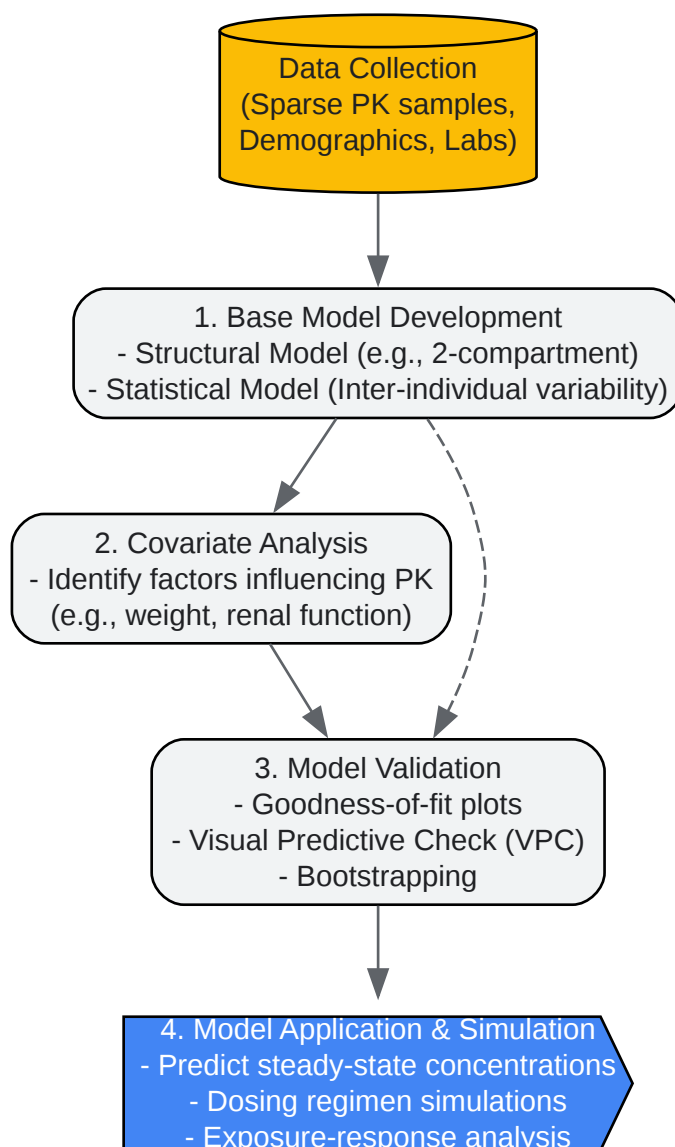 Data Collection
(Sparse PK samples,
Demographics, Labs)
1. Base Model Development
- Structural Model (e.g., 2-compartment)
- Statistical Model (Inter-individual variability)
2. Covariate Analysis
- Identify factors influencing PK
(e.g., weight, renal function)
3. Model Validation
- Goodness-of-fit plots
- Visual Predictive Check (VPC)
- Bootstrapping
4. Model Application & Simulation
- Predict steady-state concentrations
- Dosing regimen simulations
- Exposure-response analysis